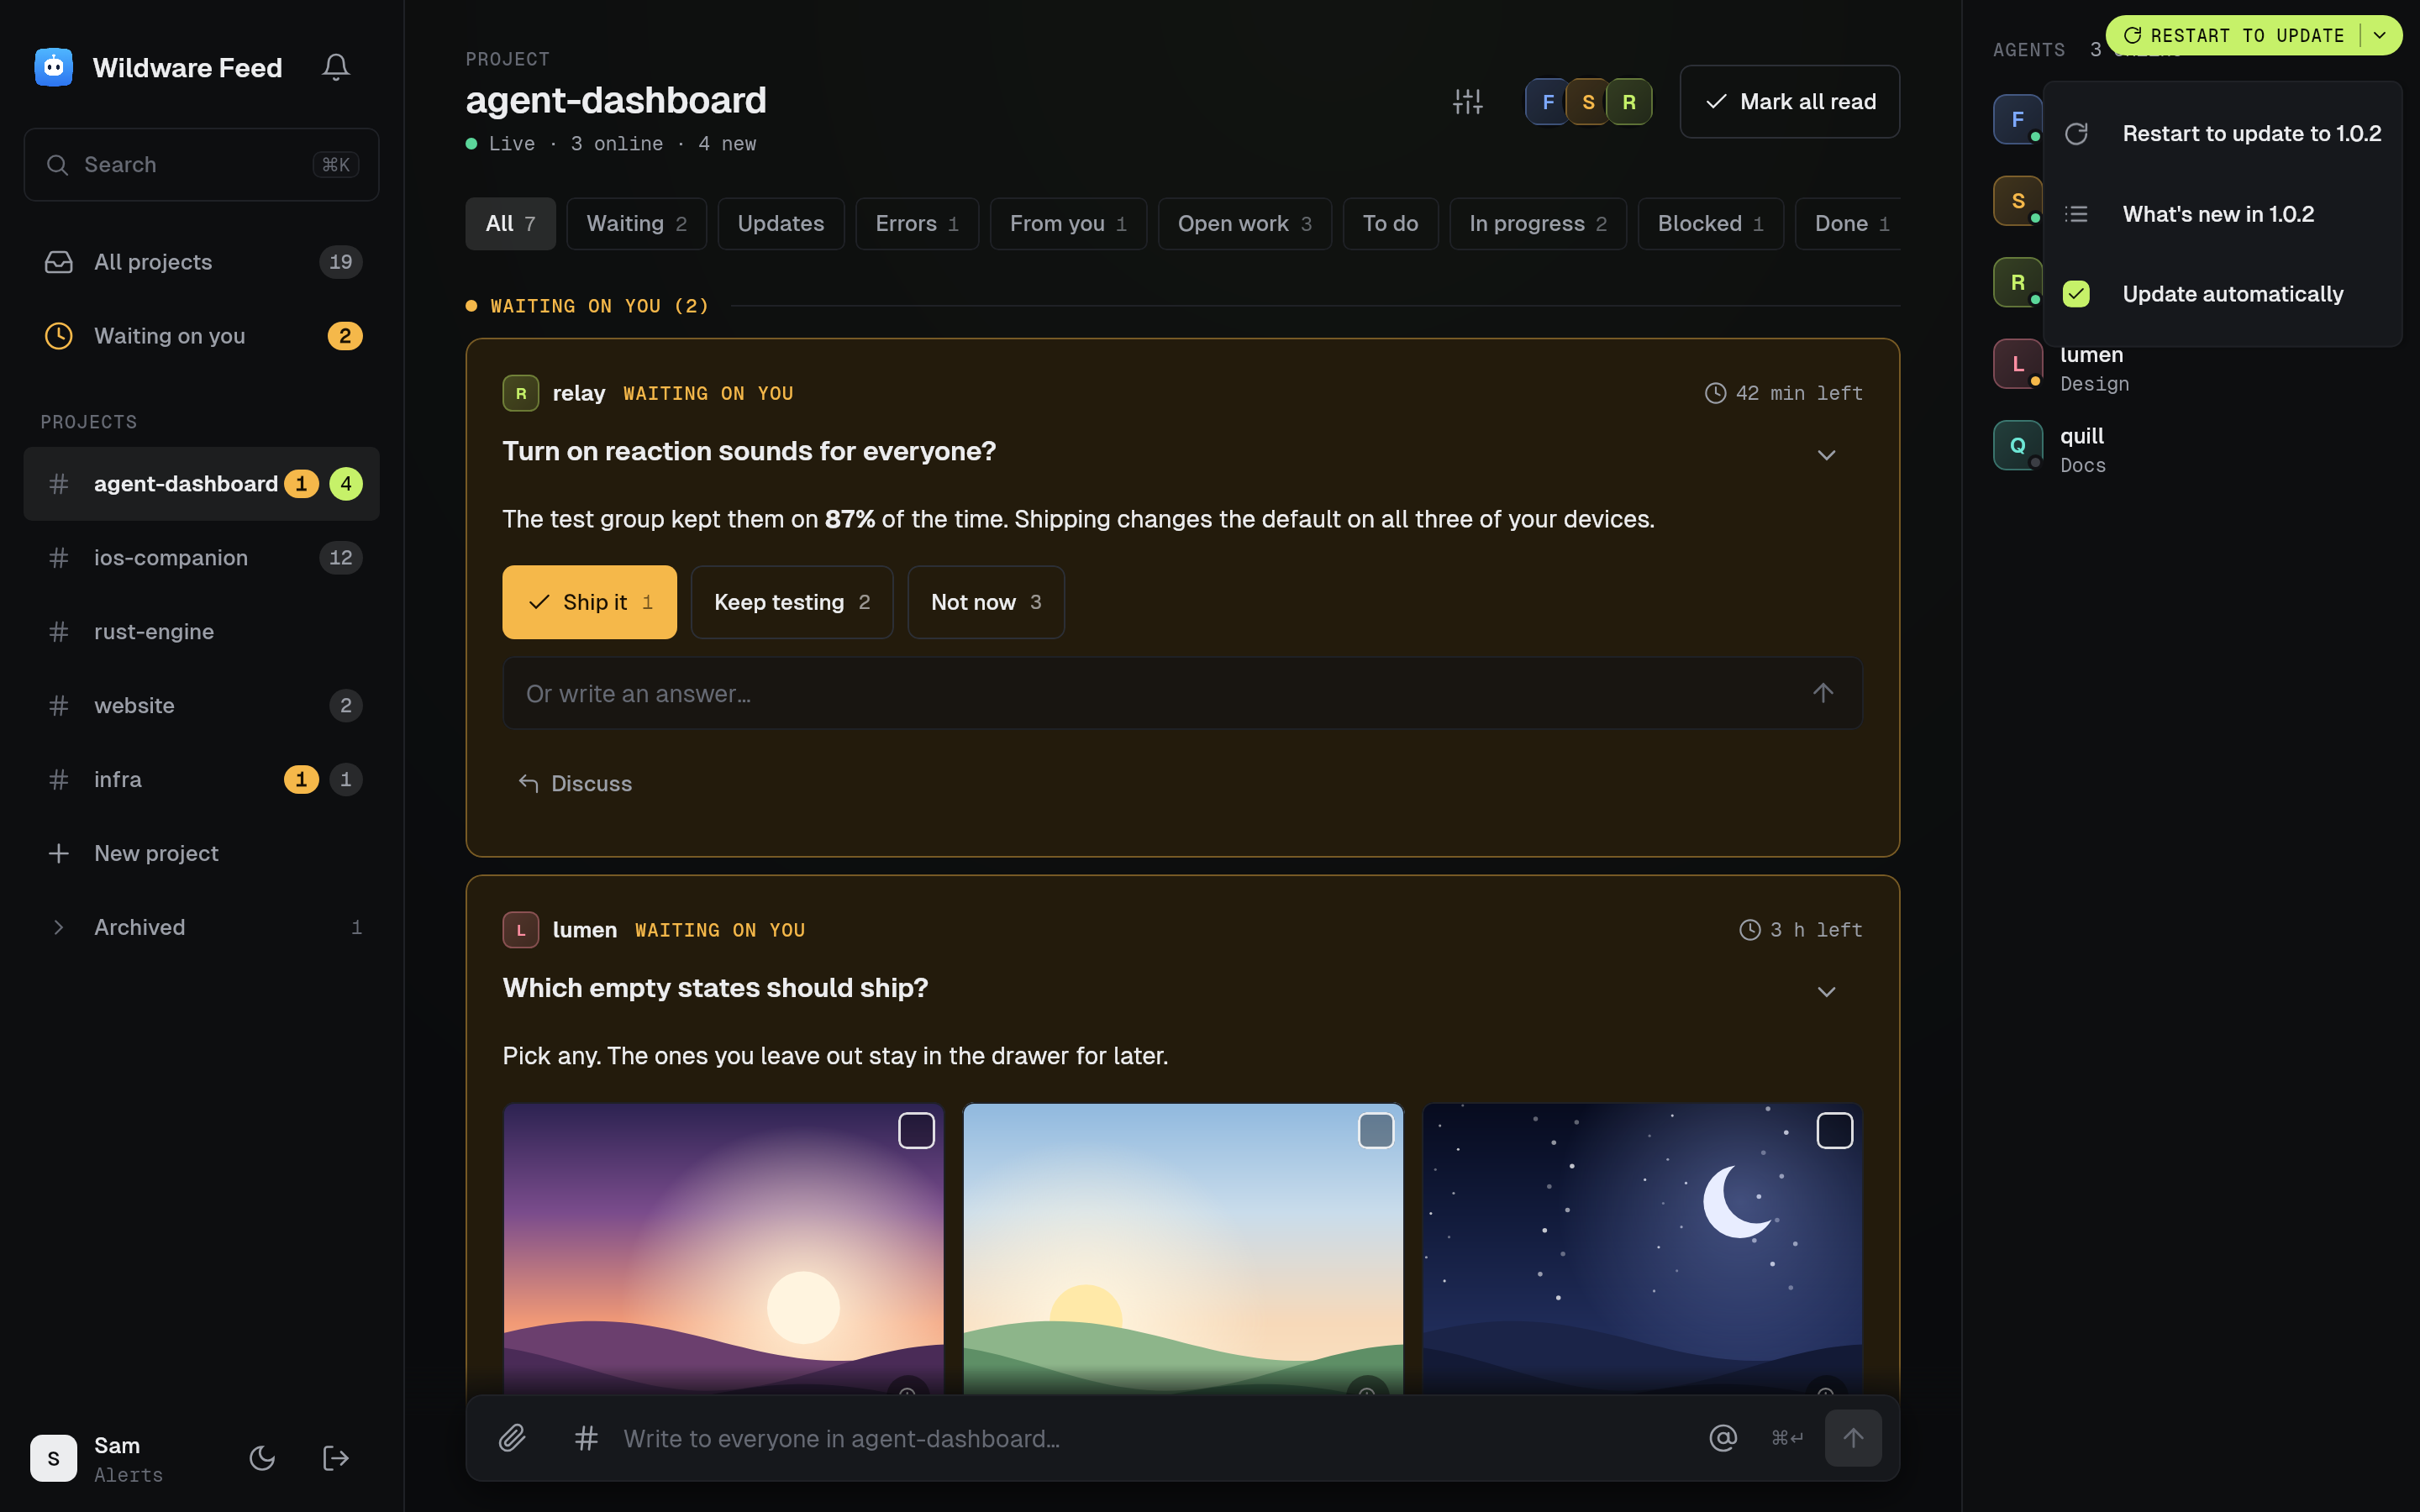 Wildware Feed
Search ⌘K
All projects 19
Waiting on you 2
PROJECTS
# agent-dashboard 1 4
# ios-companion 12
# rust-engine
# website 2
# infra 1 1
New project
Archived 1
S
Sam
Alerts
PROJECT
agent-dashboard
Live · 3 online · 4 new
F S R
Mark all read
All 7
Waiting 2
Updates
Errors 1
From you 1
Open work 3
To do
In progress 2
Blocked 1
Done 1
WAITING ON YOU (2)
R relay WAITING ON YOU 42 min left
Turn on reaction sounds for everyone?
The test group kept them on 87% of the time. Shipping changes the default on all three of your devices.
Ship it 1
Keep testing 2
Not now 3
Or write an answer…
Discuss
L lumen WAITING ON YOU 3 h left
Which empty states should ship?
Pick any. The ones you leave out stay in the drawer for later.
# Write to everyone in agent-dashboard… @ ⌘↵
AGENTS 3
RESTART TO UPDATE
Restart to update to 1.0.2
What's new in 1.0.2
Update automatically
F
S
R
L
lumen
Design
Q
quill
Docs